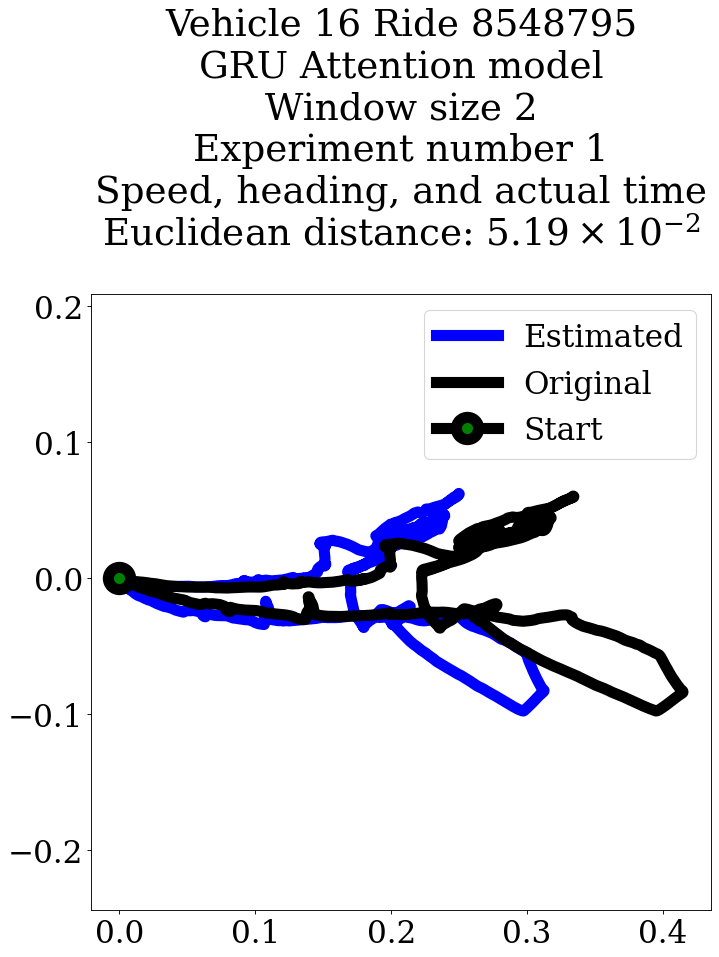 Vehicle 16 Ride 8548795
GRU Attention model
Window size 2
Experiment number 1
Speed, heading, and actual time
Euclidean distance: 5.19 × 10⁻²
Estimated
Original
Start
0.2
0.1
0.0
−0.1
−0.2
0.0 0.1 0.2 0.3 0.4